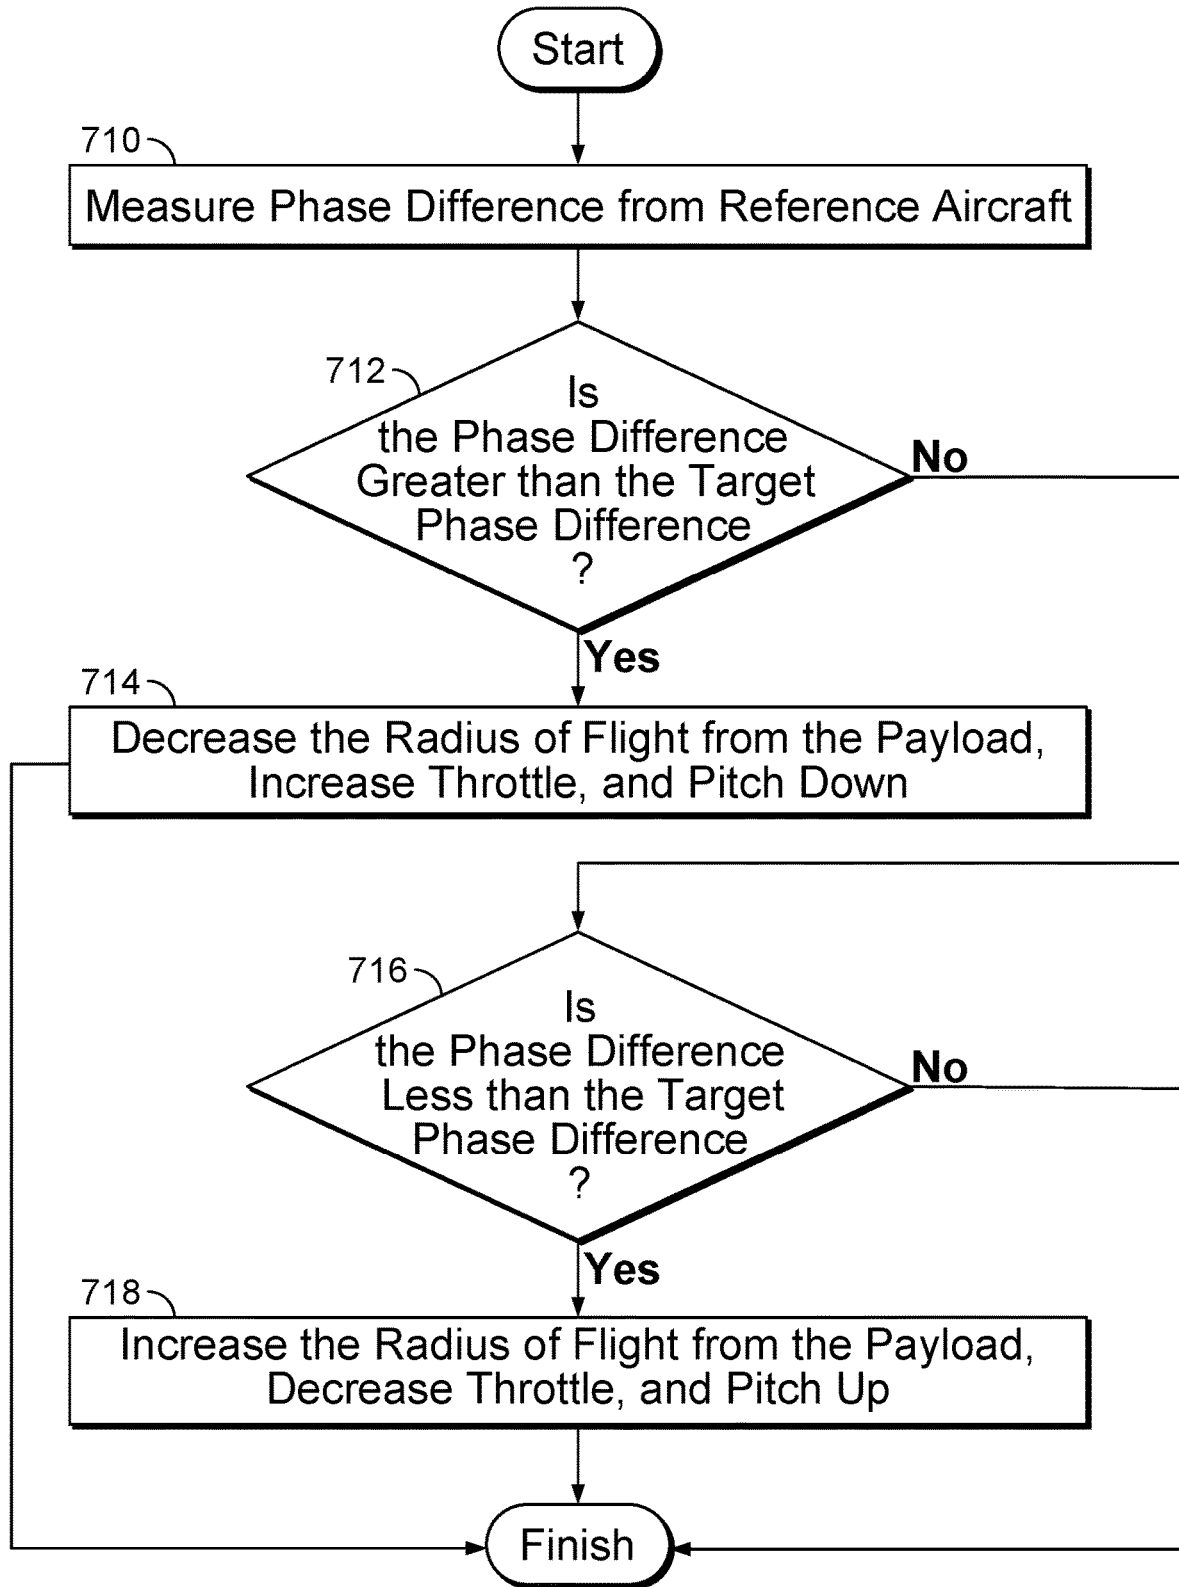 Start
710
Measure Phase Difference from Reference Aircraft
712
Is
the Phase Difference
Greater than the Target
Phase Difference
?
No
Yes
714
Decrease the Radius of Flight from the Payload,
Increase Throttle, and Pitch Down
716
Is
the Phase Difference
Less than the Target
Phase Difference
?
No
Yes
718
Increase the Radius of Flight from the Payload,
Decrease Throttle, and Pitch Up
Finish